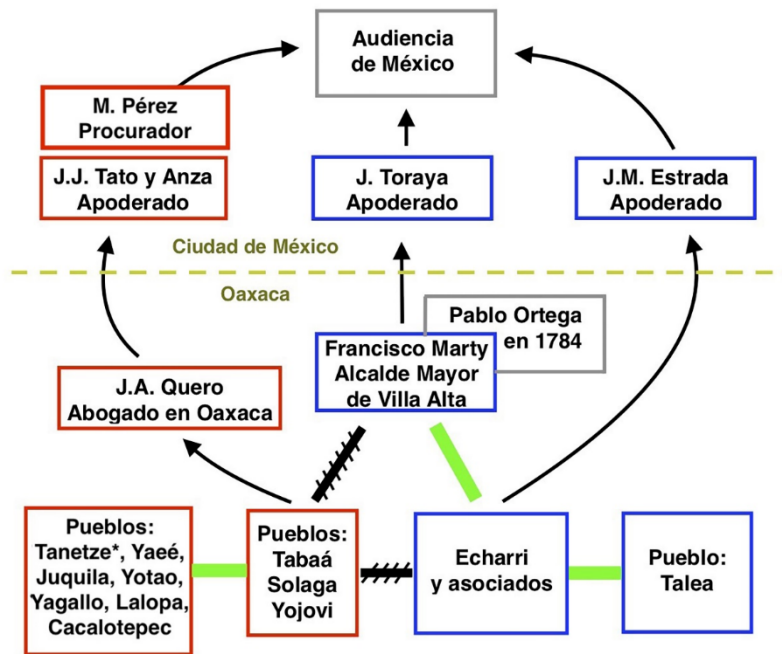 Audiencia
de México
M. Pérez
Procurador
J.J. Tato y Anza
Apoderado
J. Toraya
Apoderado
J.M. Estrada
Apoderado
Ciudad de México
Oaxaca
Pablo Ortega
en 1784
Francisco Marty
Alcalde Mayor
de Villa Alta
J.A. Quero
Abogado en Oaxaca
Pueblos:
Tanetze*, Yaeé,
Juquila, Yotao,
Yagallo, Lalopa,
Cacalotepec
Pueblos:
Tabaá
Solaga
Yojovi
Echarri
y asociados
Pueblo:
Talea